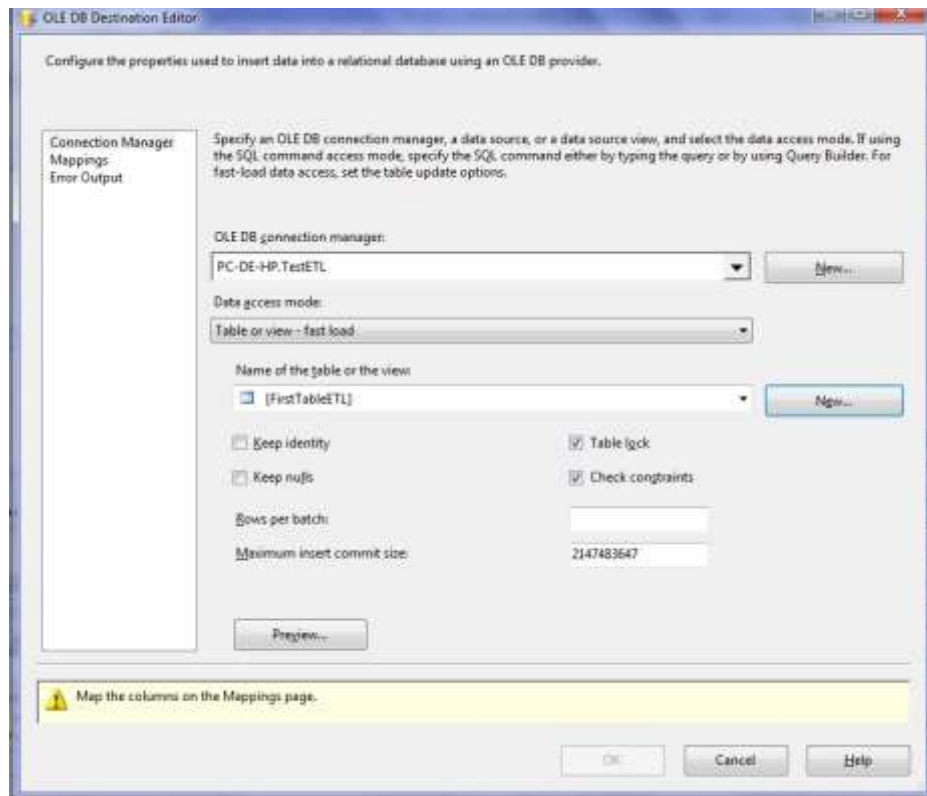 OLE DB Destination Editor
Configure the properties used to insert data into a relational database using an OLE DB provider.
Connection Manager
Mappings
Error Output
Specify an OLE DB connection manager, a data source, or a data source view, and select the data access mode. If using
the SQL command access mode, specify the SQL command either by typing the query or by using Query Builder. For
fast-load data access, set the table update options.
OLE DB connection manager:
PC-DE-HP.TestETL
New...
Data access mode:
Table or view - fast load
Name of the table or the view:
[FirstTableETL]
New...
Keep identity
Table lock
Keep nulls
Check constraints
Rows per batch:
Maximum insert commit size:
2147483647
Preview...
Map the columns on the Mappings page.
OK
Cancel
Help